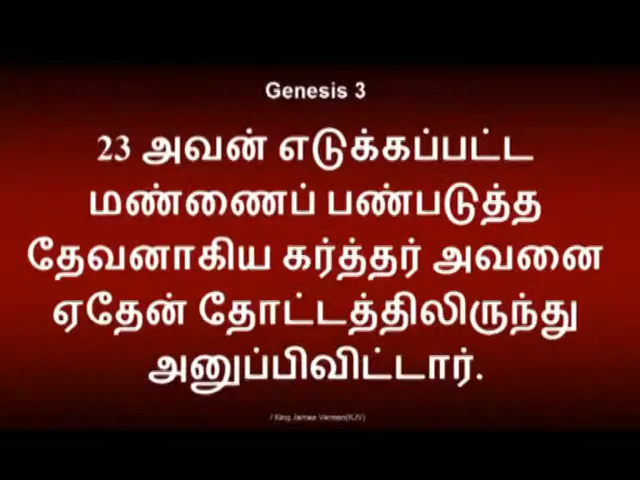 Genesis 3
23 அவன் எடுக்கப்பட்ட
மண்ணைப் பண்படுத்த
தேவனாகிய கர்த்தர் அவனை
ஏதேன் தோட்டத்திலிருந்து
அனுப்பிவிட்டார்.
/ King James Version(KJV)